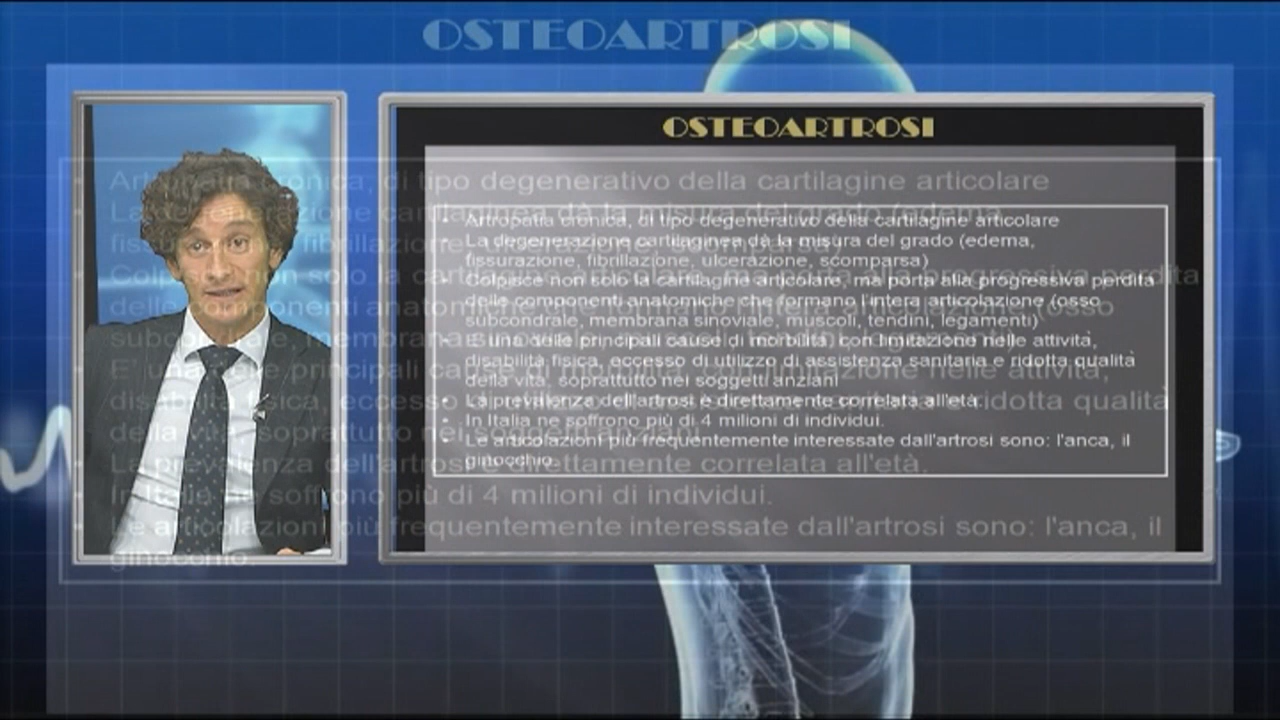 OSTEOARTROSI
OSTEOARTROSI
Artropatia cronica, di tipo degenerativo della cartilagine articolare
La degenerazione cartilaginea dà la misura del grado (edema,
fissurazione, fibrillazione, ulcerazione, scomparsa)
Colpisce non solo la cartilagine articolare, ma porta alla progressiva perdita
delle componenti anatomiche che formano l'intera articolazione (osso
subcondrale, membrana sinoviale, muscoli, tendini, legamenti)
E' una delle principali cause di morbilità, con limitazione nelle attività,
disabilità fisica, eccesso di utilizzo di assistenza sanitaria e ridotta qualità
della vita, soprattutto nei soggetti anziani
La prevalenza dell'artrosi è direttamente correlata all'età.
In Italia ne soffrono più di 4 milioni di individui.
Le articolazioni più frequentemente interessate dall'artrosi sono: l'anca, il
ginocchio.